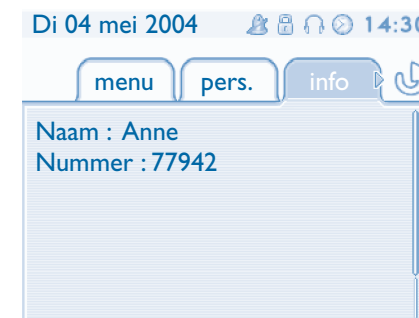 Di 04 mei 2004 14:30
menu pers. info
Naam : Anne
Nummer : 77942